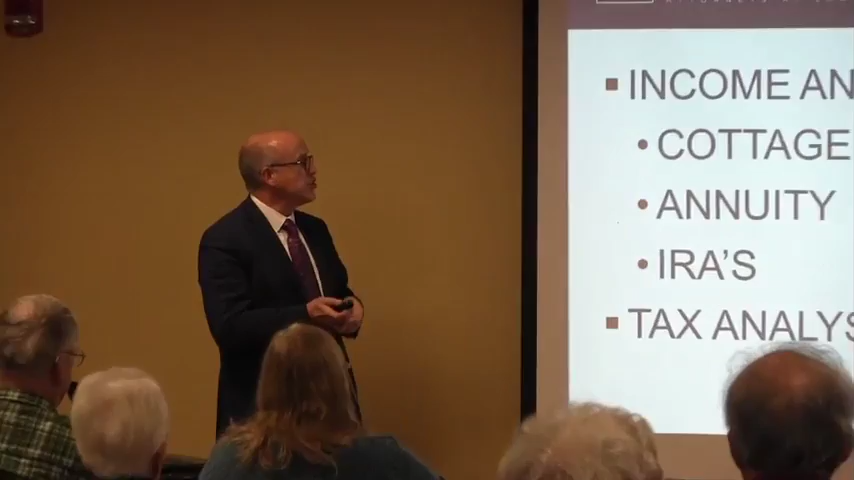 INCOME AN
COTTAGE
ANNUITY
IRA'S
TAX ANALYS